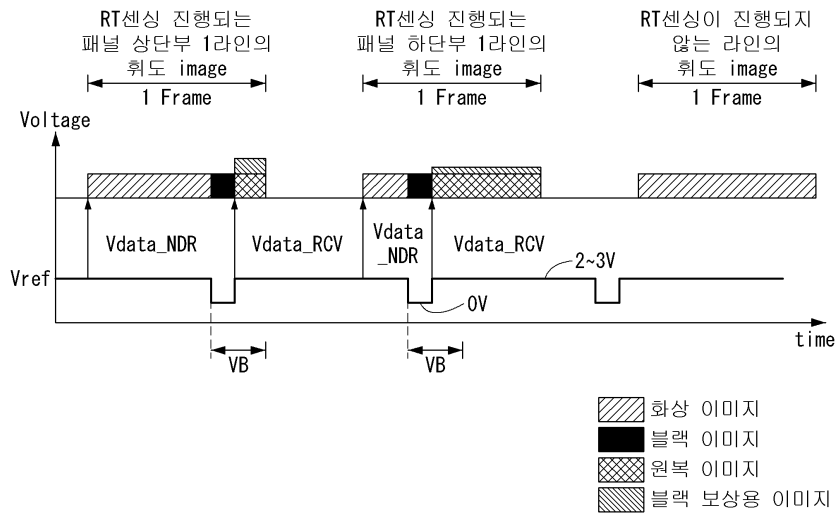 RT센싱 진행되는
패널 상단부 1라인의
휘도 image
1 Frame
RT센싱 진행되는
패널 하단부 1라인의
휘도 image
1 Frame
RT센싱이 진행되지
않는 라인의
휘도 image
1 Frame
Voltage
Vdata_NDR
Vdata_RCV
Vdata
_NDR
Vdata_RCV
Vref
2~3V
0V
time
VB
VB
화상 이미지
블랙 이미지
원복 이미지
블랙 보상용 이미지